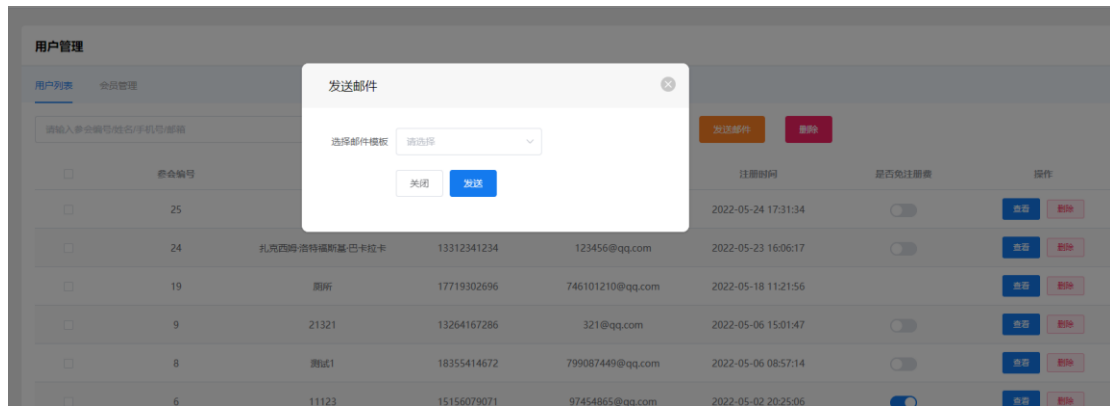 用户管理
用户列表 会员管理
发送邮件
请输入参会编号/姓名/手机号/邮箱
发送邮件 删除
选择邮件模板 请选择
关闭 发送
参会编号 注册时间 是否免注册费 操作
25 2022-05-24 17:31:34 查看 删除
24 扎克西姆·洛特福斯基·巴卡拉卡 13312341234 123456@qq.com 2022-05-23 16:06:17 查看 删除
19 厕所 17719302696 746101210@qq.com 2022-05-18 11:21:56 查看 删除
9 21321 13264167286 321@qq.com 2022-05-06 15:01:47 查看 删除
8 测试1 18355414672 799087449@qq.com 2022-05-06 08:57:14 查看 删除
6 11123 15156079071 97454865@qq.com 2022-05-02 20:25:06 查看 删除